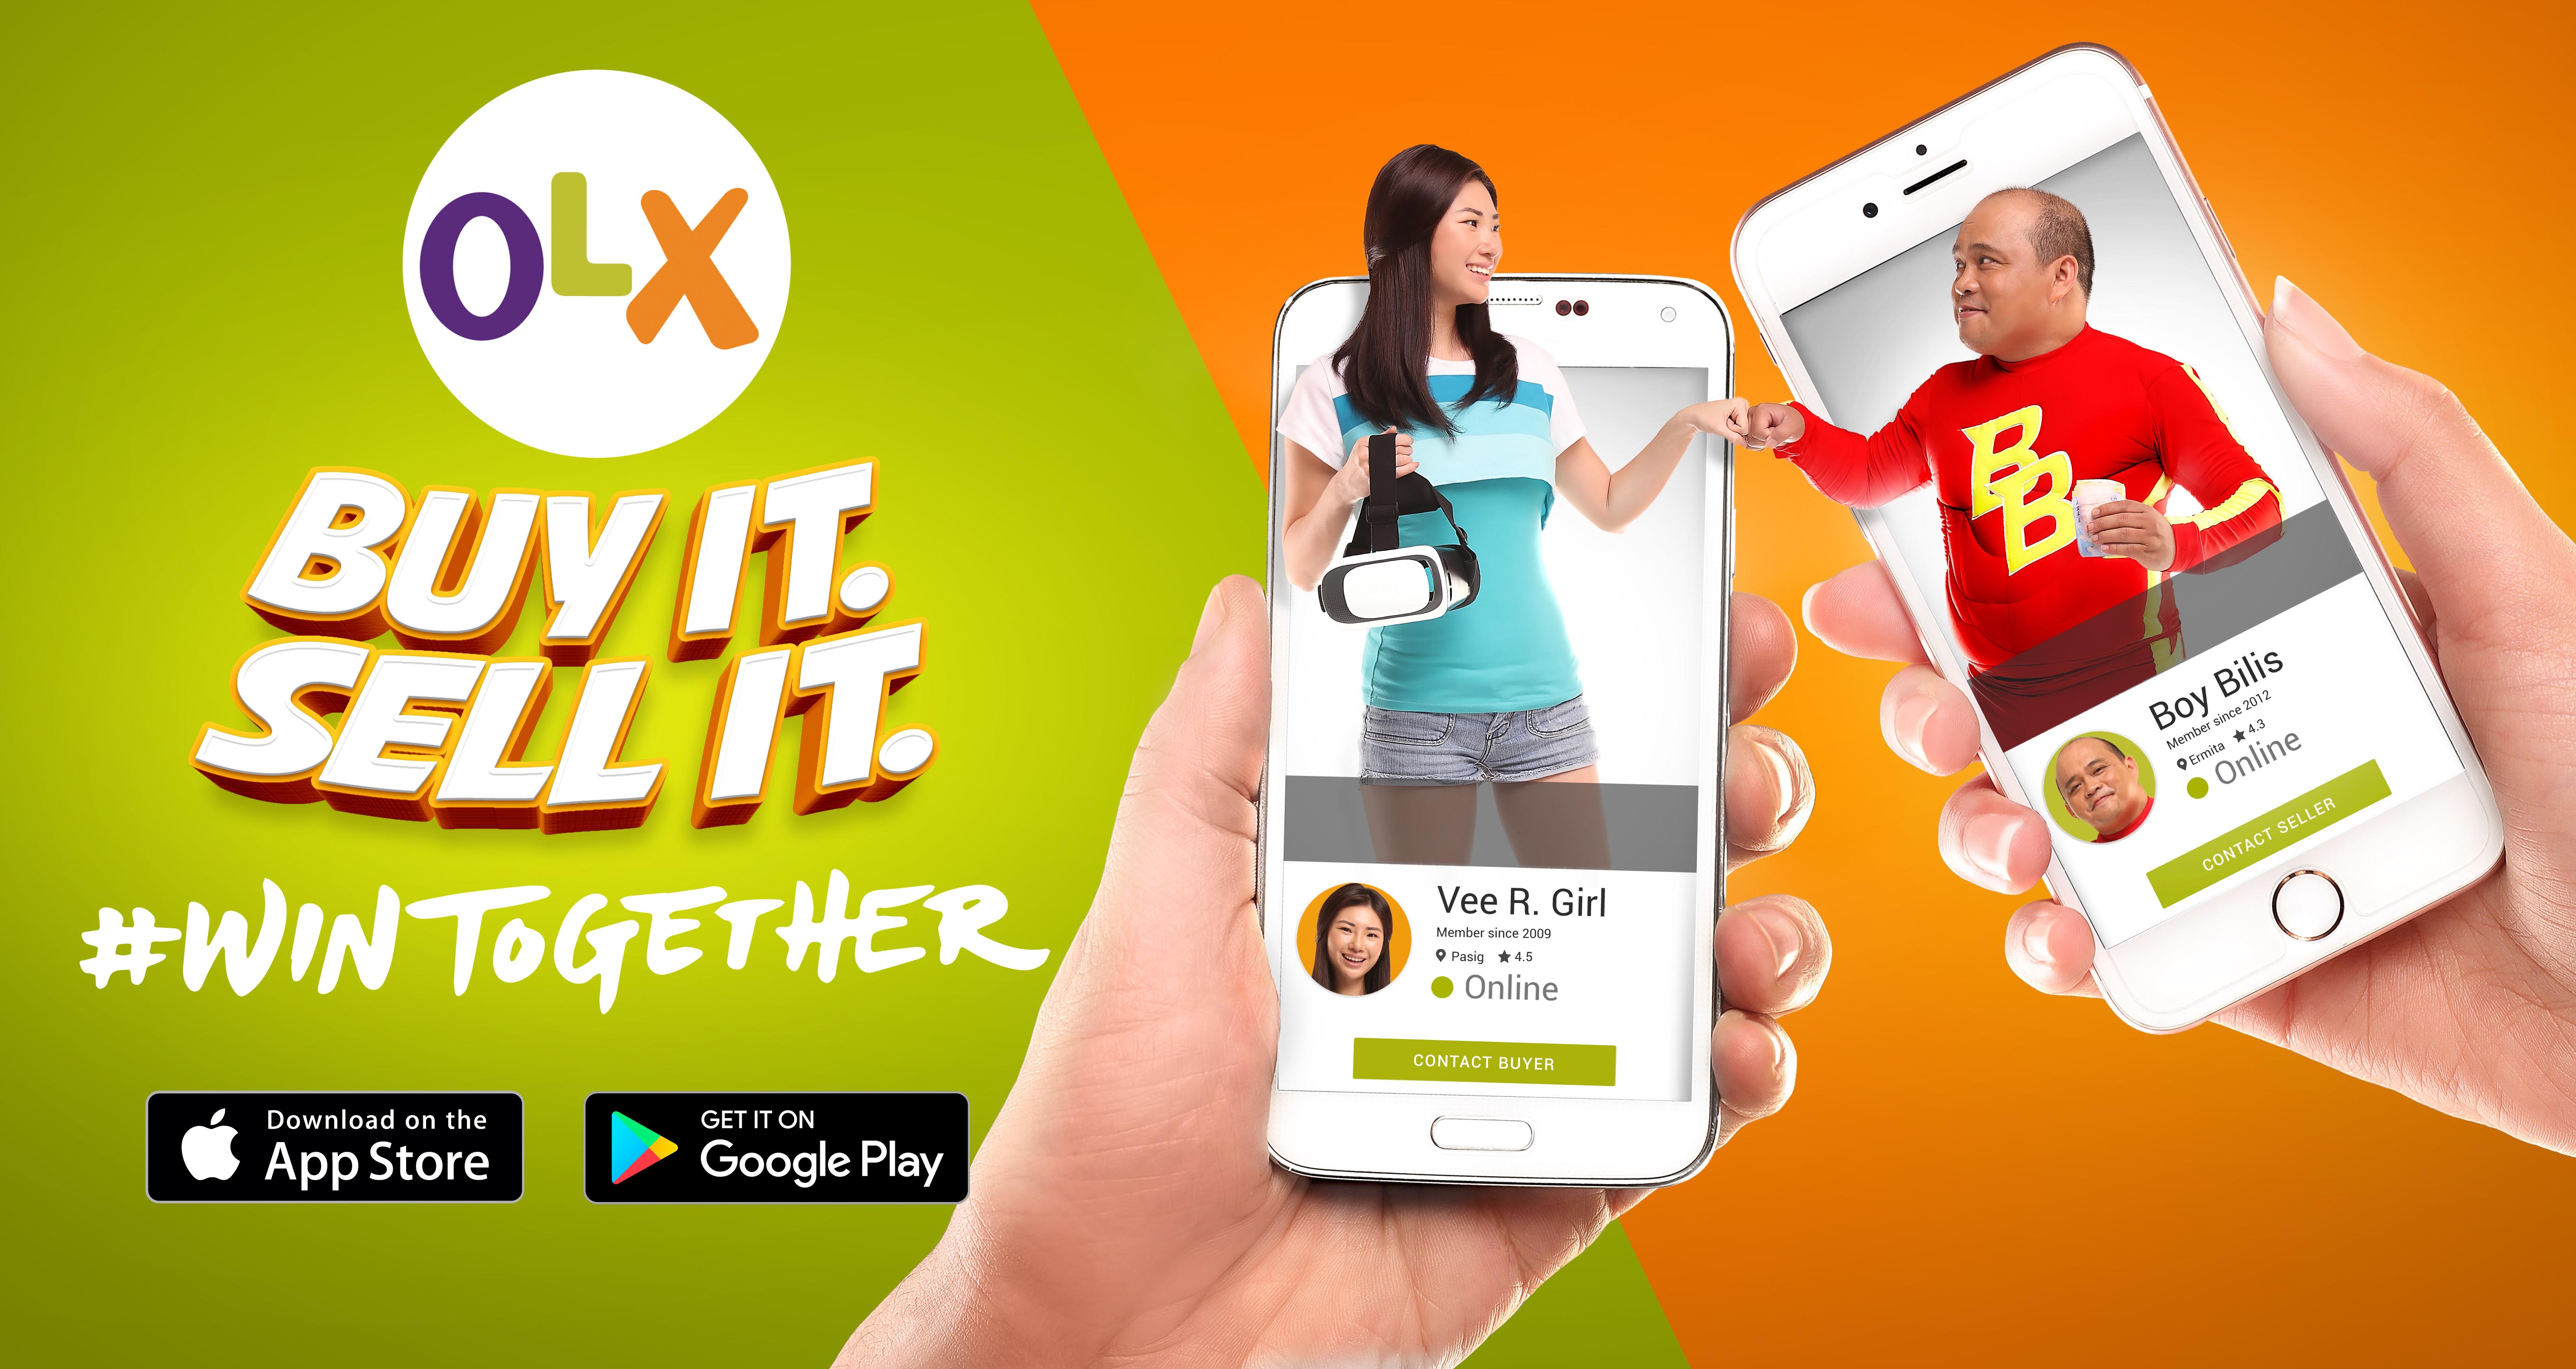 OLX
BUY IT.
SELL IT.
#WIN TOGETHER
Download on the
App Store
GET IT ON
Google Play
Vee R. Girl
Member since 2009
Pasig ★ 4.5
Online
CONTACT BUYER
BB
Boy Bilis
Member since 2012
Ermita ★ 4.3
Online
CONTACT SELLER